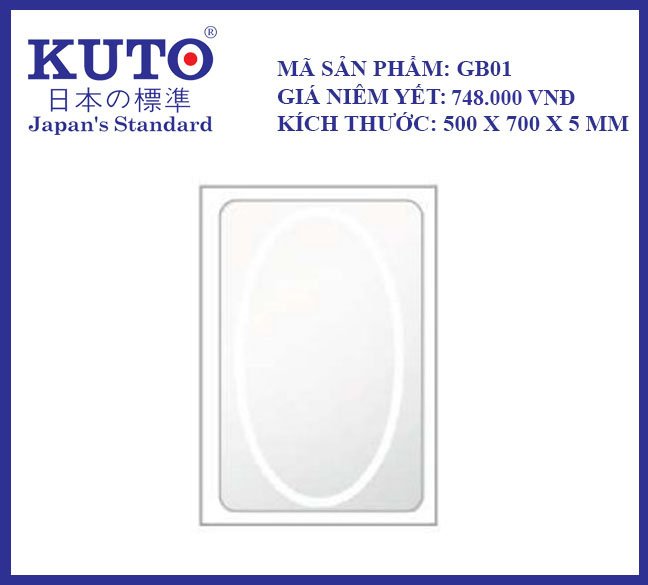 KUTO®
日本の標準
Japan's Standard
MÃ SẢN PHẨM: GB01
GIÁ NIÊM YẾT: 748.000 VNĐ
KÍCH THƯỚC: 500 X 700 X 5 MM